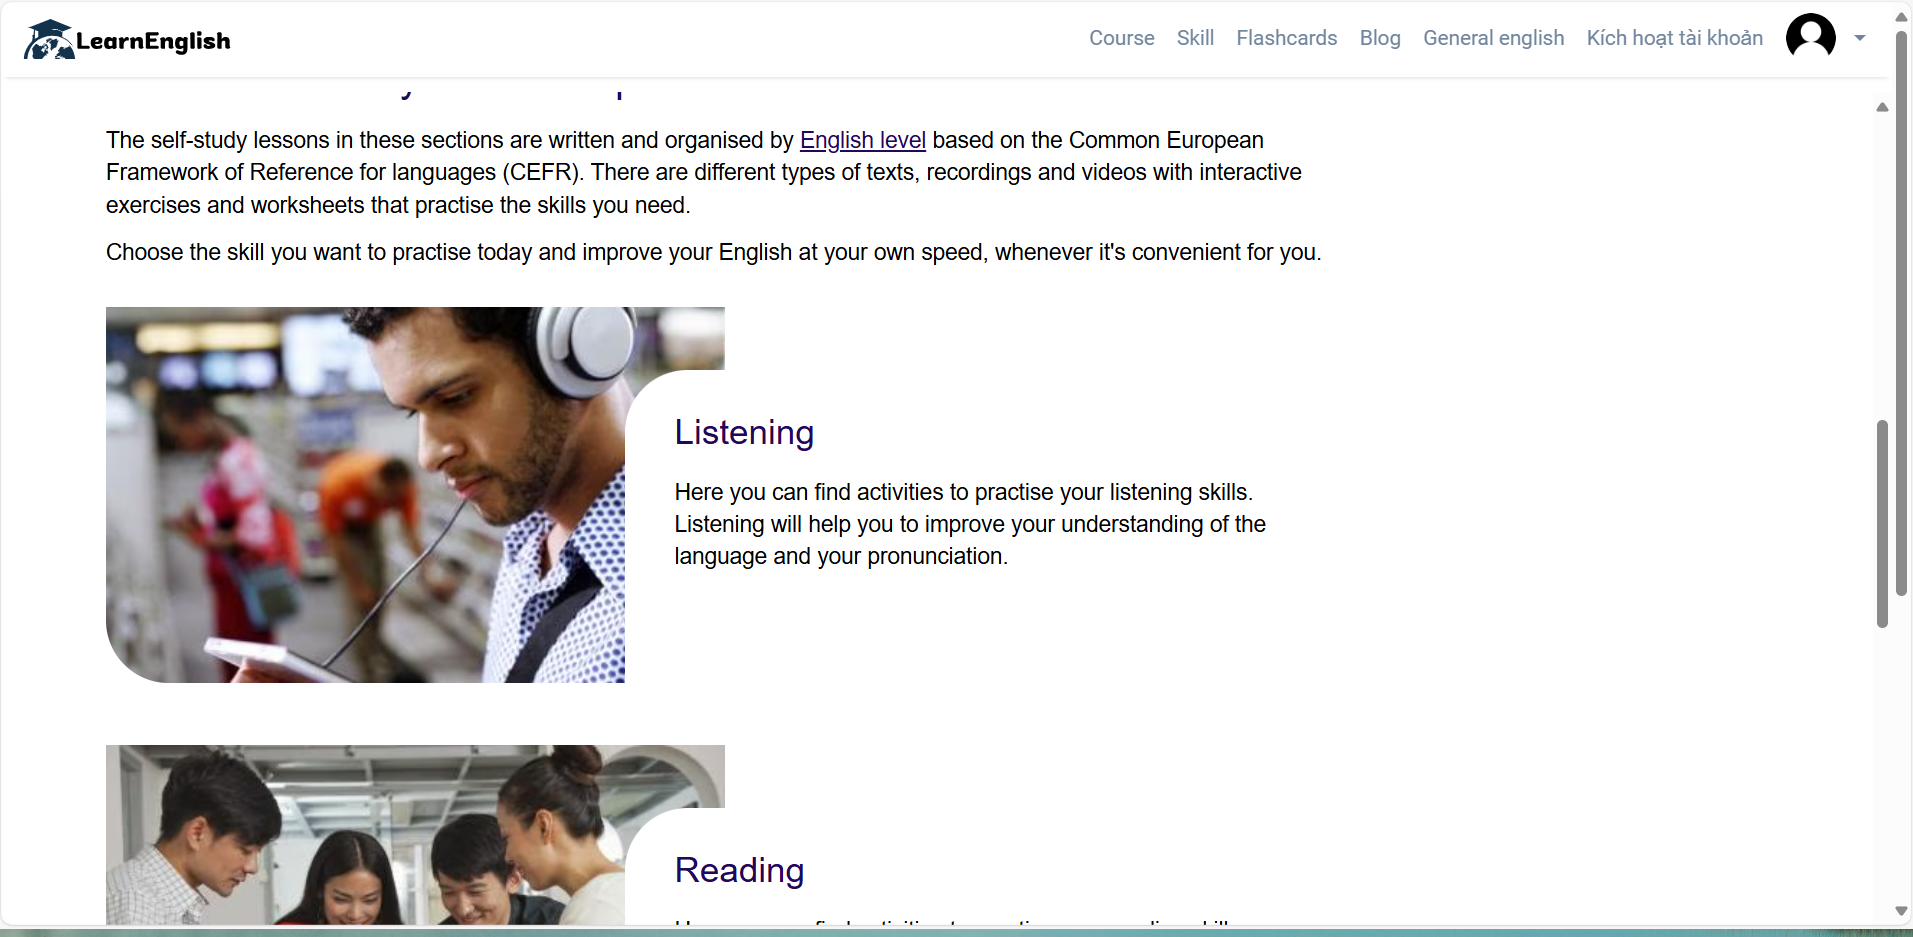 LearnEnglish
Course Skill Flashcards Blog General english Kích hoạt tài khoản
The self-study lessons in these sections are written and organised by English level based on the Common European
Framework of Reference for languages (CEFR). There are different types of texts, recordings and videos with interactive
exercises and worksheets that practise the skills you need.
Choose the skill you want to practise today and improve your English at your own speed, whenever it's convenient for you.
Listening
Here you can find activities to practise your listening skills.
Listening will help you to improve your understanding of the
language and your pronunciation.
Reading